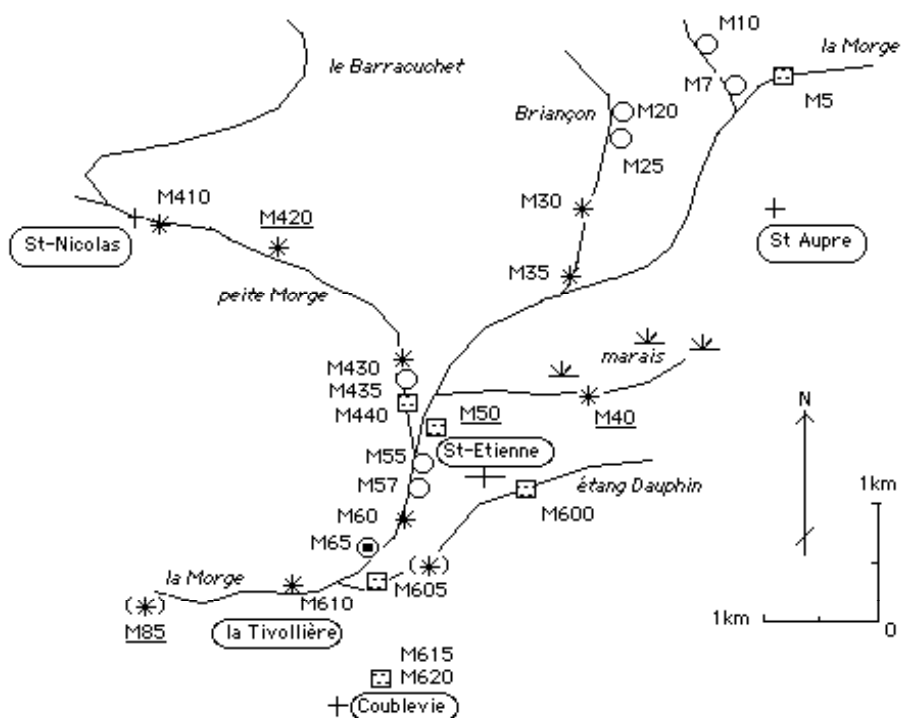 M10
la Morge
le Barraouchet
M7
M5
Briançon
M20
M25
M410
M30
M420
St-Nicolas
St Aupre
M35
peite Morge
marais
M430
M435
M440
M50
M40
N
St-Etienne
M55
1km
M57
étang Dauphin
M60
M600
M65
la Morge
M605
M610
M85
la Tivollière
1km
0
M615
M620
Coublevie